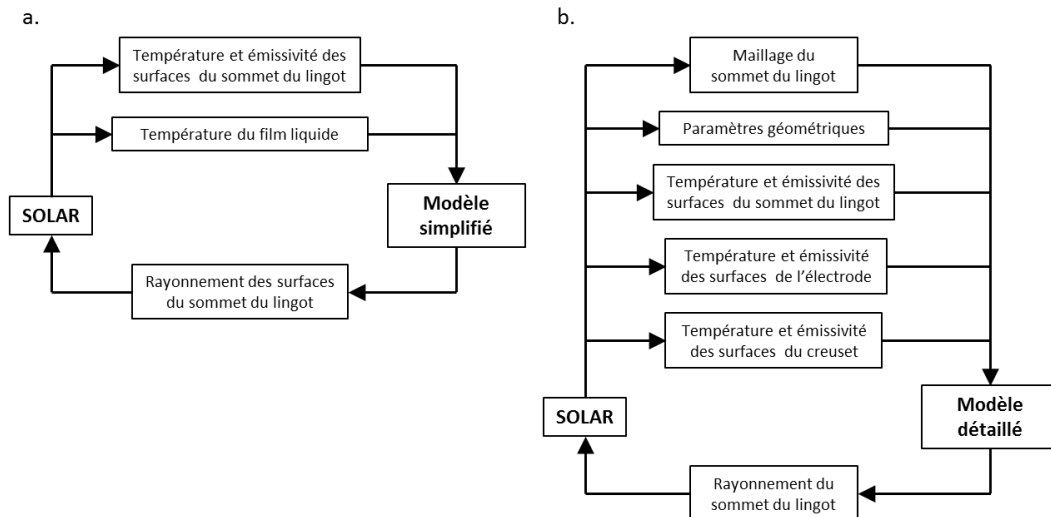 a.
Température et émissivité des
surfaces du sommet du lingot
Température du film liquide
SOLAR
Modèle
simplifié
Rayonnement des surfaces
du sommet du lingot
b.
Maillage du
sommet du lingot
Paramètres géométriques
Température et émissivité des
surfaces du sommet du lingot
Température et émissivité
des surfaces de l'électrode
Température et émissivité
des surfaces du creuset
SOLAR
Modèle
détaillé
Rayonnement du
sommet du lingot